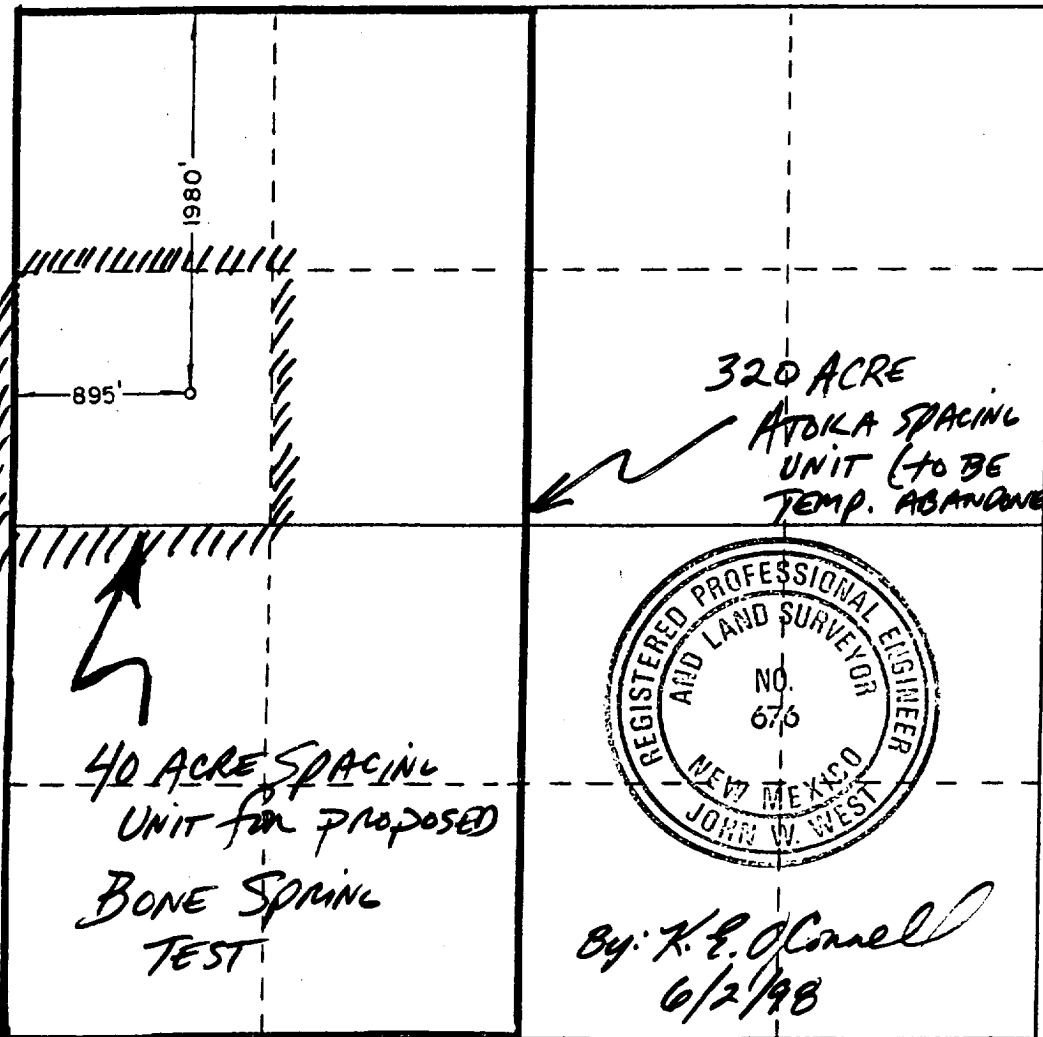 1980'
895'
320 ACRE
ATOKA SPACING
UNIT (TO BE
TEMP. ABANDONE
REGISTERED PROFESSIONAL ENGINEER
AND LAND SURVEYOR
NO.
676
NEW MEXICO
JOHN W. WEST
40 ACRE SPACING
UNIT for PROPOSED
BONE SPRING
TEST
By: K. E. O'Connell
6/2/98